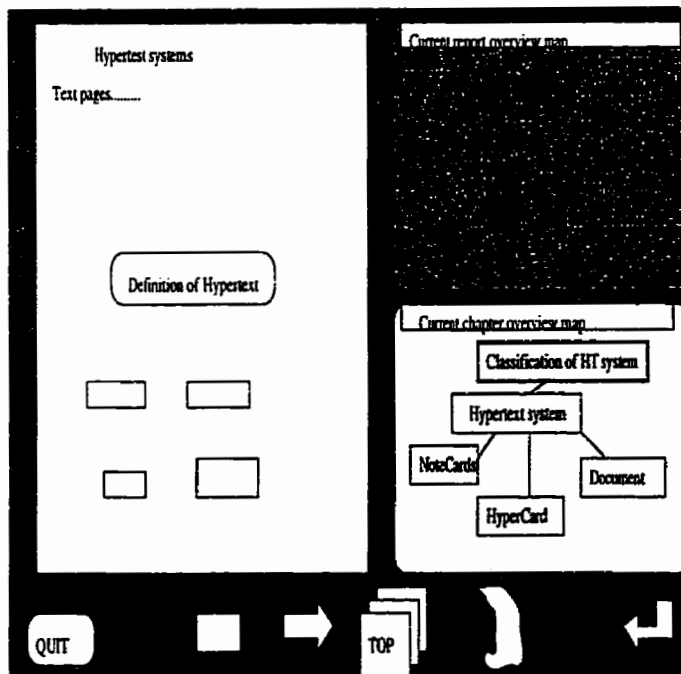 Hypertest systems
Text pages.........
Definition of Hypertext
Current report overview map
Current chapter overview map
Classification of HT system
Hypertext system
NoteCards
Document
HyperCard
QUIT
TOP